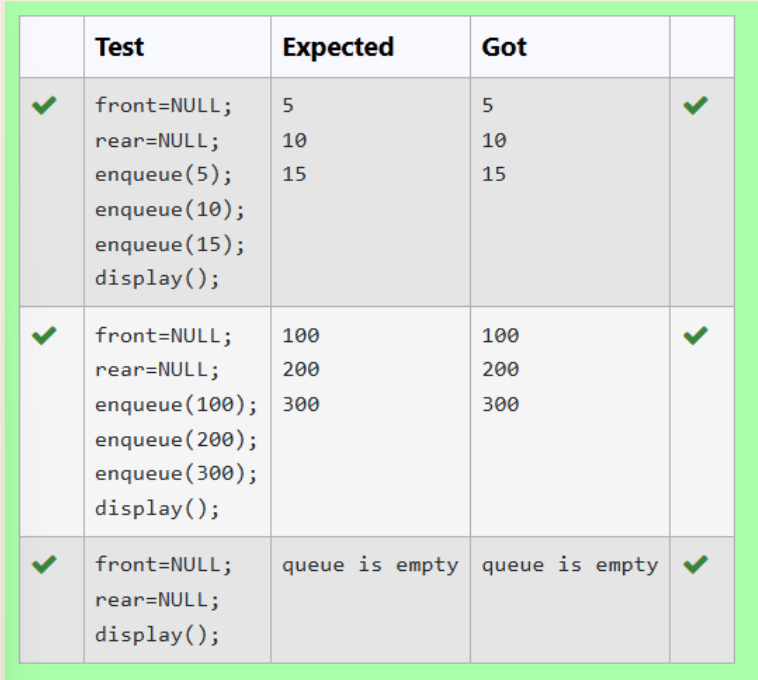 Test Expected Got
front=NULL; 5 5
rear=NULL; 10 10
enqueue(5); 15 15
enqueue(10);
enqueue(15);
display();
front=NULL; 100 100
rear=NULL; 200 200
enqueue(100); 300 300
enqueue(200);
enqueue(300);
display();
front=NULL; queue is empty queue is empty
rear=NULL;
display();